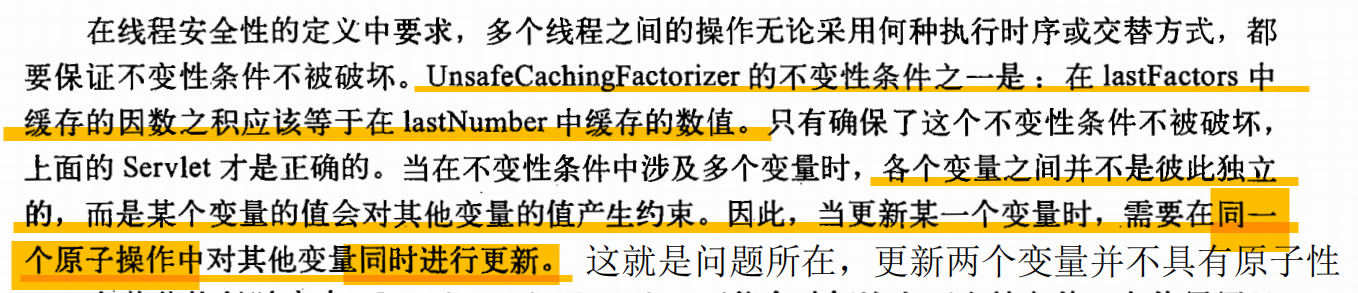 在线程安全性的定义中要求，多个线程之间的操作无论采用何种执行时序或交替方式，都
要保证不变性条件不被破坏。UnsafeCachingFactorizer 的不变性条件之一是：在 lastFactors 中
缓存的因数之积应该等于在 lastNumber 中缓存的数值。只有确保了这个不变性条件不被破坏，
上面的 Servlet 才是正确的。当在不变性条件中涉及多个变量时，各个变量之间并不是彼此独立
的，而是某个变量的值会对其他变量的值产生约束。因此，当更新某一个变量时，需要在同一
个原子操作中对其他变量同时进行更新。 这就是问题所在，更新两个变量并不具有原子性